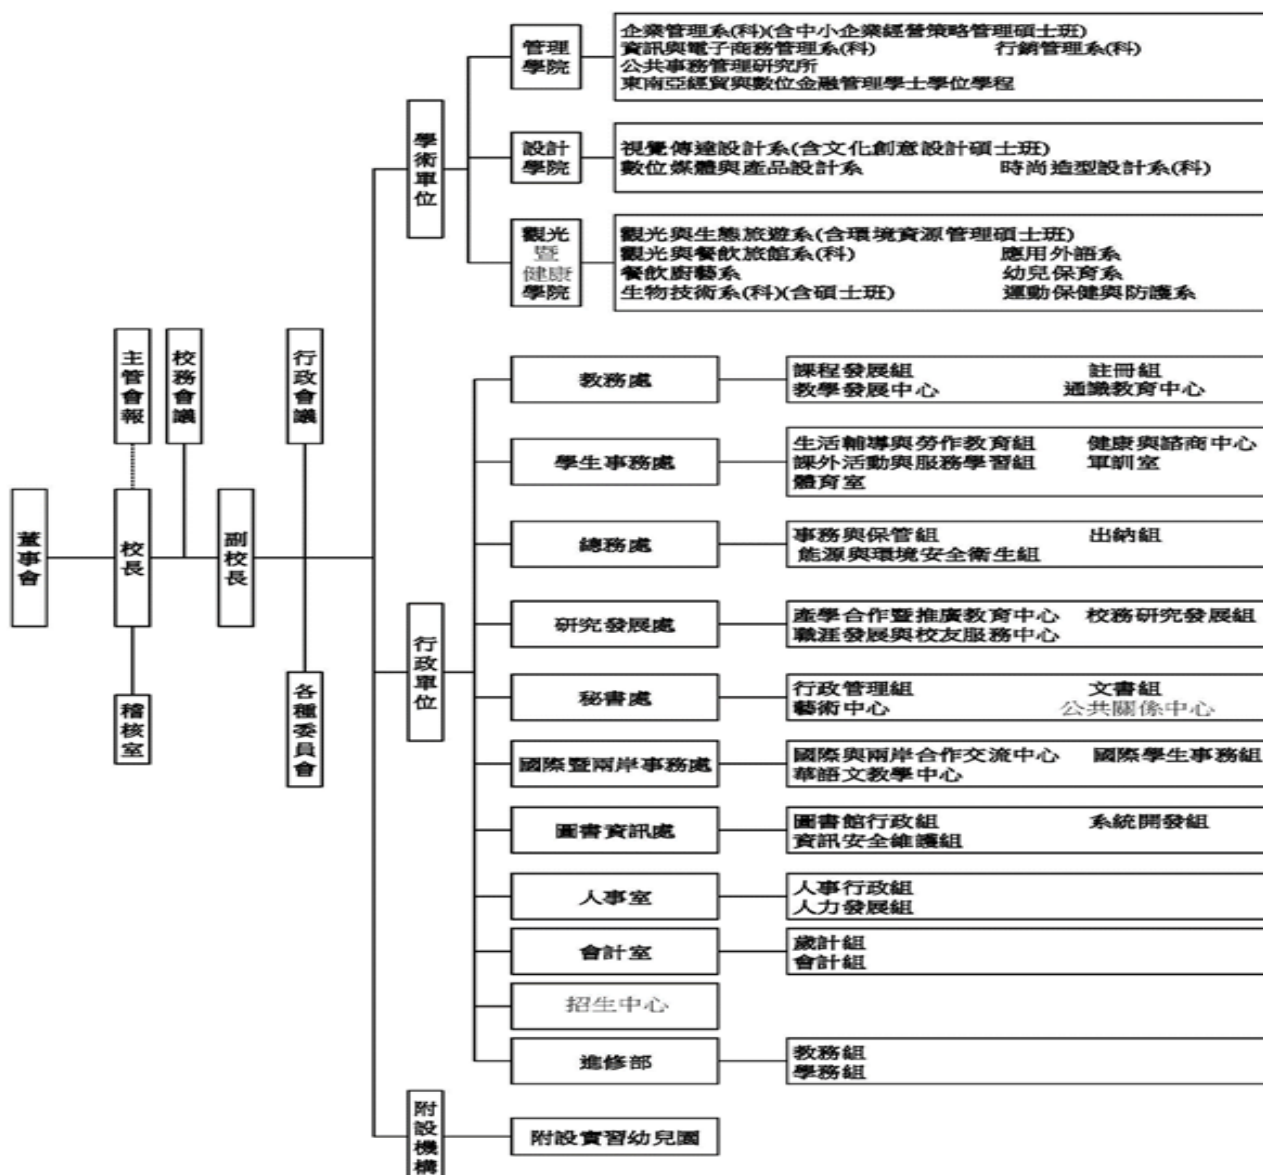 管理
學院
企業管理系(科)(含中小企業經營策略管理碩士班)
資訊與電子商務管理系(科) 行銷管理系(科)
公共事務管理研究所
東南亞經貿與數位金融管理學士學位學程
學術單位
設計
學院
視覺傳達設計系(含文化創意設計碩士班)
數位媒體與產品設計系 時尚造型設計系(科)
觀光
暨
健康
學院
觀光與生態旅遊系(含環境資源管理碩士班)
觀光與餐飲旅館系(科) 應用外語系
餐飲廚藝系 幼兒保育系
生物技術系(科)(含碩士班) 運動保健與防護系
主管會報
校務會議
行政會議
董事會
校長
副校長
稽核室
各種委員會
行政單位
教務處
課程發展組 註冊組
教學發展中心 通識教育中心
學生事務處
生活輔導與勞作教育組 健康與諮商中心
課外活動與服務學習組 軍訓室
體育室
總務處
事務與保管組 出納組
能源與環境安全衛生組
研究發展處
產學合作暨推廣教育中心 校務研究發展組
職涯發展與校友服務中心
秘書處
行政管理組 文書組
藝術中心 公共關係中心
國際暨兩岸事務處
國際與兩岸合作交流中心 國際學生事務組
華語文教學中心
圖書資訊處
圖書館行政組 系統開發組
資訊安全維護組
人事室
人事行政組
人力發展組
會計室
歲計組
會計組
招生中心
進修部
教務組
學務組
附設機構
附設實習幼兒園